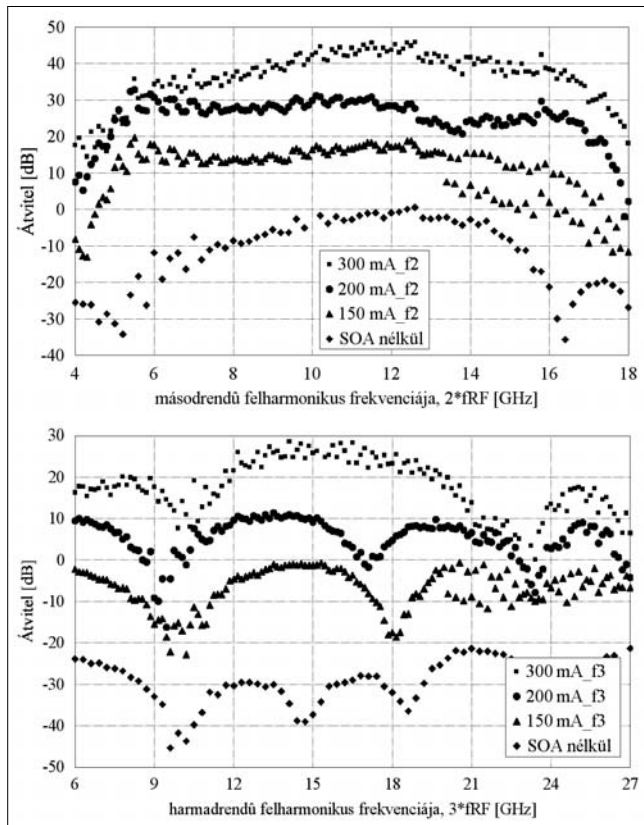 50
40
30
20
10
0
-10
-20
-30
-40
Átvitel [dB]
300 mA_f2
200 mA_f2
150 mA_f2
SOA nélkül
4 6 8 10 12 14 16 18
másodrendû felharmonikus frekvenciája, 2*fRF [GHz]
30
20
10
0
-10
-20
-30
-40
-50
Átvitel [dB]
300 mA_f3
200 mA_f3
150 mA_f3
SOA nélkül
6 9 12 15 18 21 24 27
harmadrendû felharmonikus frekvenciája, 3*fRF [GHz]